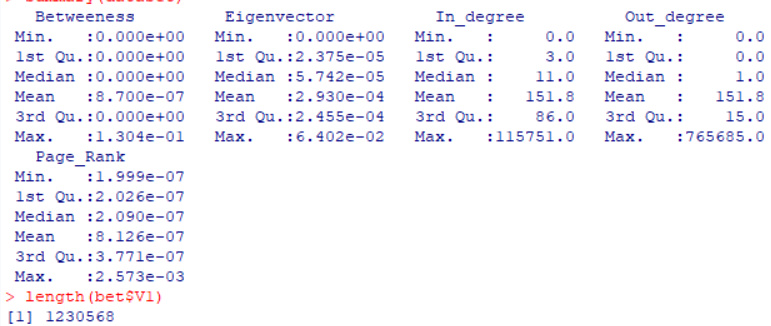 Betweeness Eigenvector In_degree Out_degree
Min. :0.000e+00 Min. :0.000e+00 Min. : 0.0 Min. : 0.0
1st Qu.:0.000e+00 1st Qu.:2.375e-05 1st Qu.: 3.0 1st Qu.: 0.0
Median :0.000e+00 Median :5.742e-05 Median : 11.0 Median : 1.0
Mean :8.700e-07 Mean :2.930e-04 Mean : 151.8 Mean : 151.8
3rd Qu.:0.000e+00 3rd Qu.:2.455e-04 3rd Qu.: 86.0 3rd Qu.: 15.0
Max. :1.304e-01 Max. :6.402e-02 Max. :115751.0 Max. :765685.0
Page_Rank
Min. :1.999e-07
1st Qu.:2.026e-07
Median :2.090e-07
Mean :8.126e-07
3rd Qu.:3.771e-07
Max. :2.573e-03
> length(bet$V1)
[1] 1230568